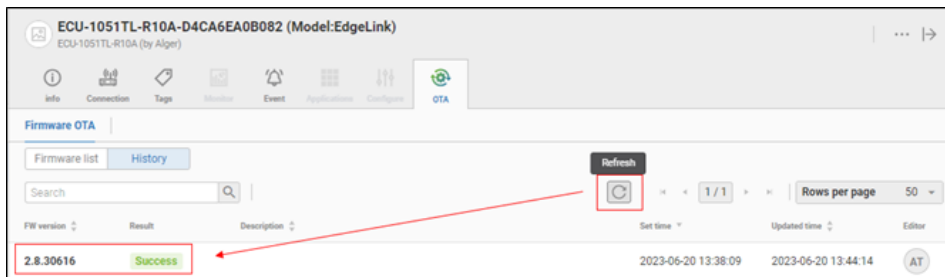 ECU-1051TL-R10A-D4CA6EA0B082 (Model:EdgeLink)
ECU-1051TL-R10A (by Alger)
info Connection Tags Monitor Event Applications Configure OTA
Firmware OTA
Firmware list History
Refresh
Search 1 / 1 Rows per page 50
FW version Result Description Set time Updated time Editor
2.8.30616 Success 2023-06-20 13:38:09 2023-06-20 13:44:14 AT